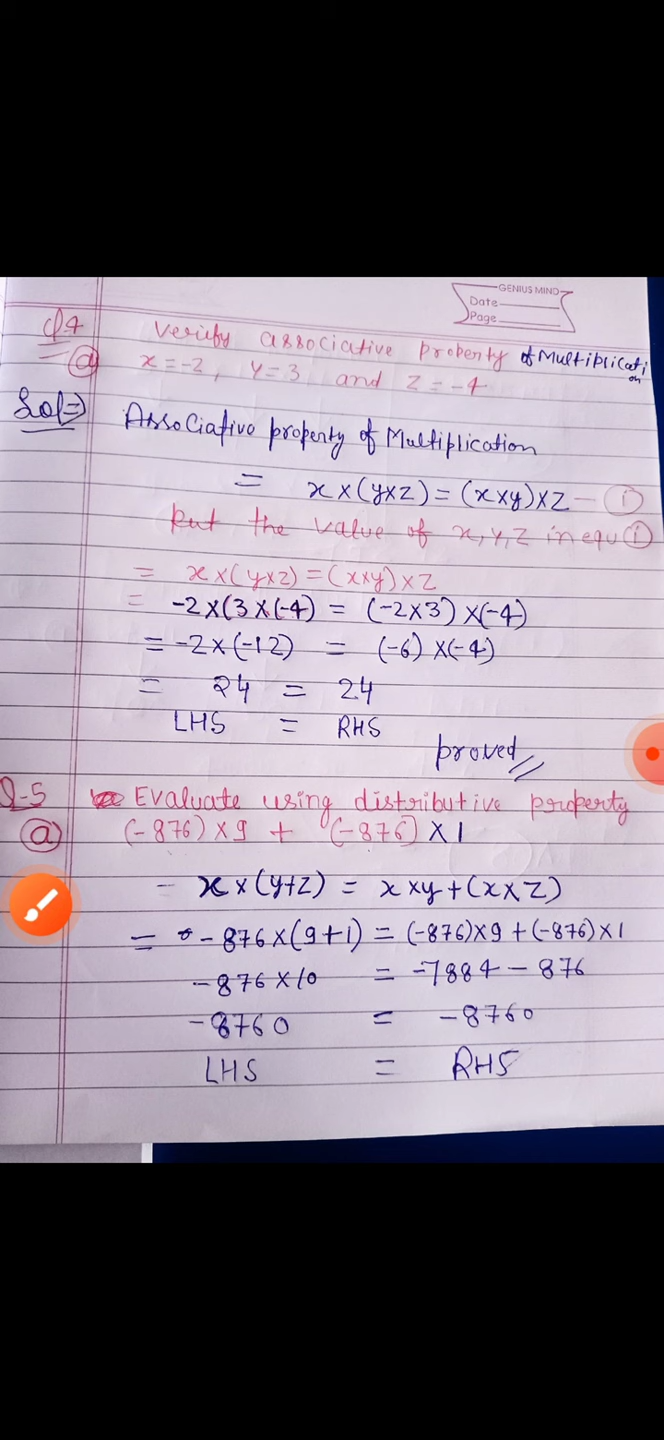 GENIUS MIND
Date
Page
Q4 Verify associative property of Multiplication
(a) x = -2, y = 3, and z = -4
Sol⇒ Associative property of Multiplication
= x × (y×z) = (x×y)×z — ①
Put the value of x, y, z in equ ①
= x×(y×z) = (x×y)×z
= -2×(3×(-4) = (-2×3)×(-4)
= -2×(-12) = (-6)×(-4)
= 24 = 24
LHS = RHS
proved
Q-5 Evaluate using distributive property
(a) (-876)×9 + (-876)×1
- x×(y+z) = x×y+(x×z)
= -876×(9+1) = (-876)×9+(-876)×1
-876×10 = -7884-876
-8760 = -8760
LHS = RHS